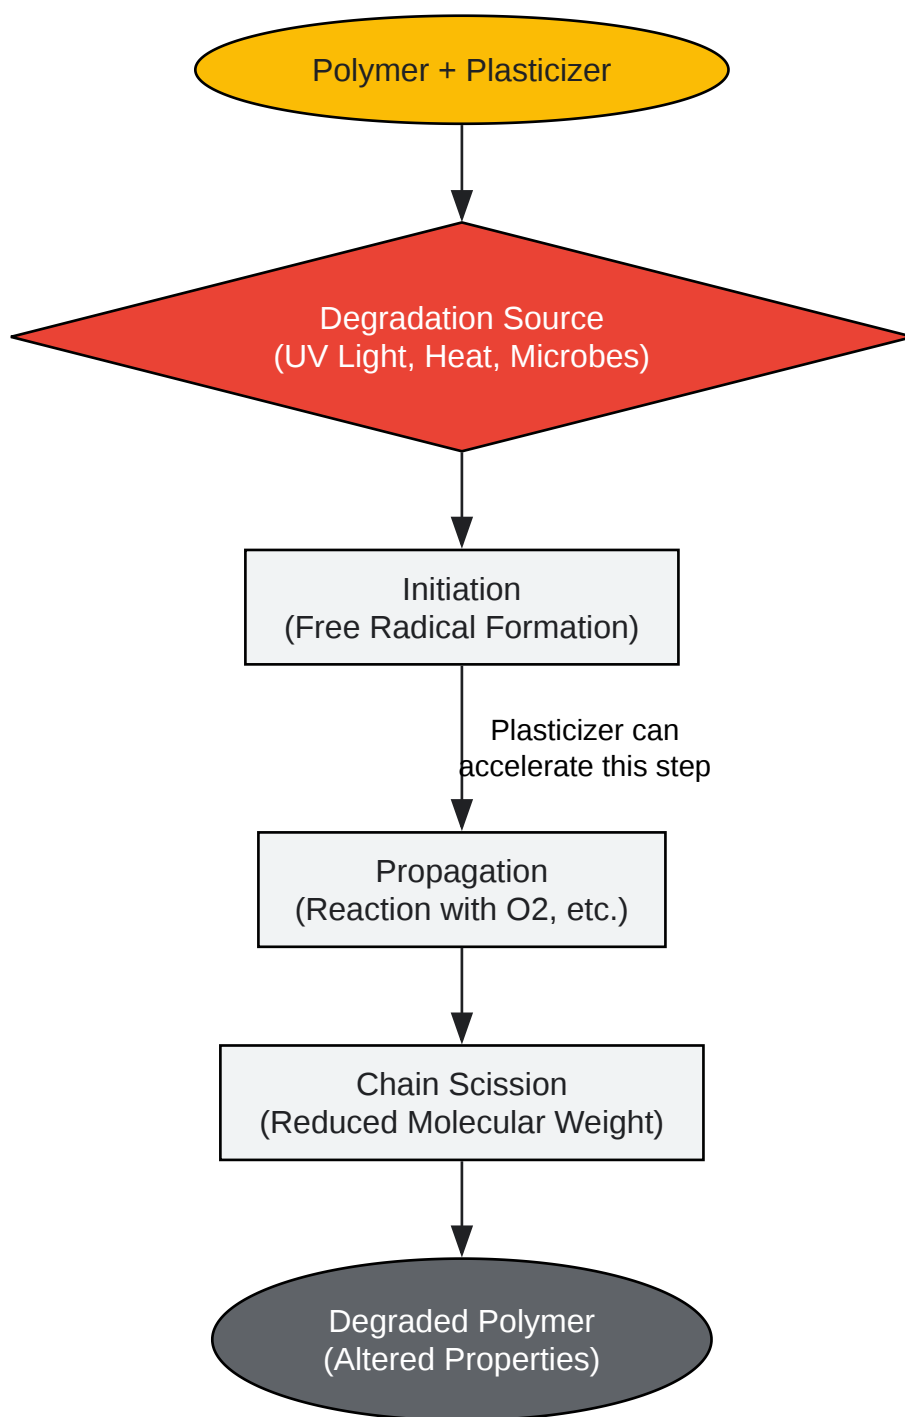 Polymer + Plasticizer
Degradation Source
(UV Light, Heat, Microbes)
Initiation
(Free Radical Formation)
Plasticizer can
accelerate this step
Propagation
(Reaction with O2, etc.)
Chain Scission
(Reduced Molecular Weight)
Degraded Polymer
(Altered Properties)